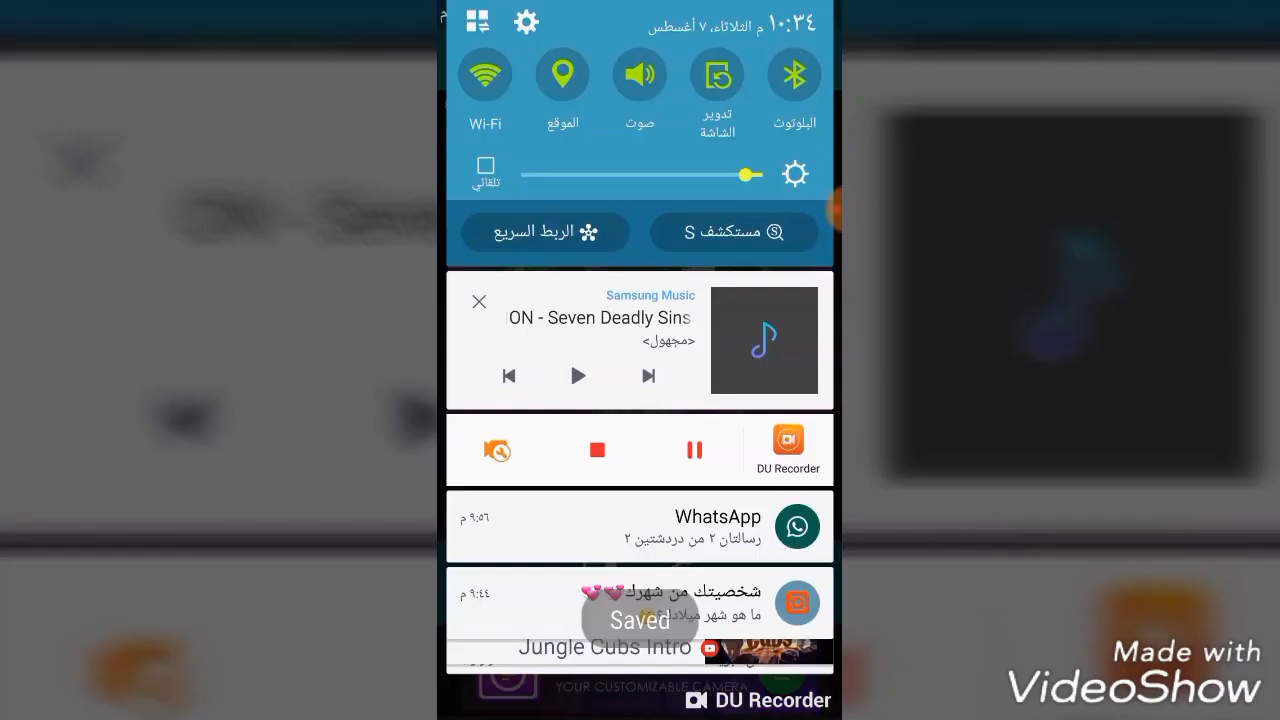 ١٠:٣٤ م الثلاثاء، ٧ أغسطس
Wi-Fi
الموقع
صوت
تدوير الشاشة
البلوتوث
تلقائي
مستكشف S
الربط السريع
Samsung Music
ON - Seven Deadly Sins
<مجهول>
DU Recorder
WhatsApp
٩:٥٦ م
رسالتان ٢ من دردشتين ٢
شخصيتك من شهرك💕💕
٩:٤٤ م
ما هو شهر ميلادك
Saved
Jungle Cubs Intro
YOUR CUSTOMIZABLE CAMERA
DU Recorder
Made with
VideoShow